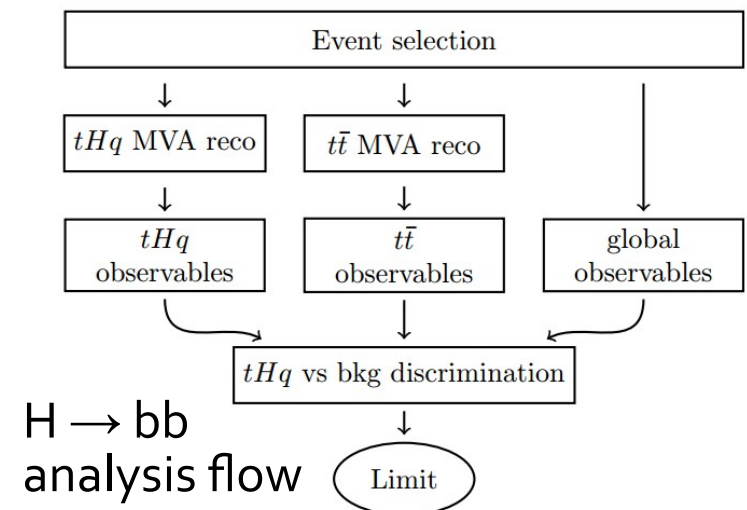 Event selection
tHq MVA reco
tt̄ MVA reco
tHq
observables
tt̄
observables
global
observables
tHq vs bkg discrimination
H → bb
analysis flow
Limit